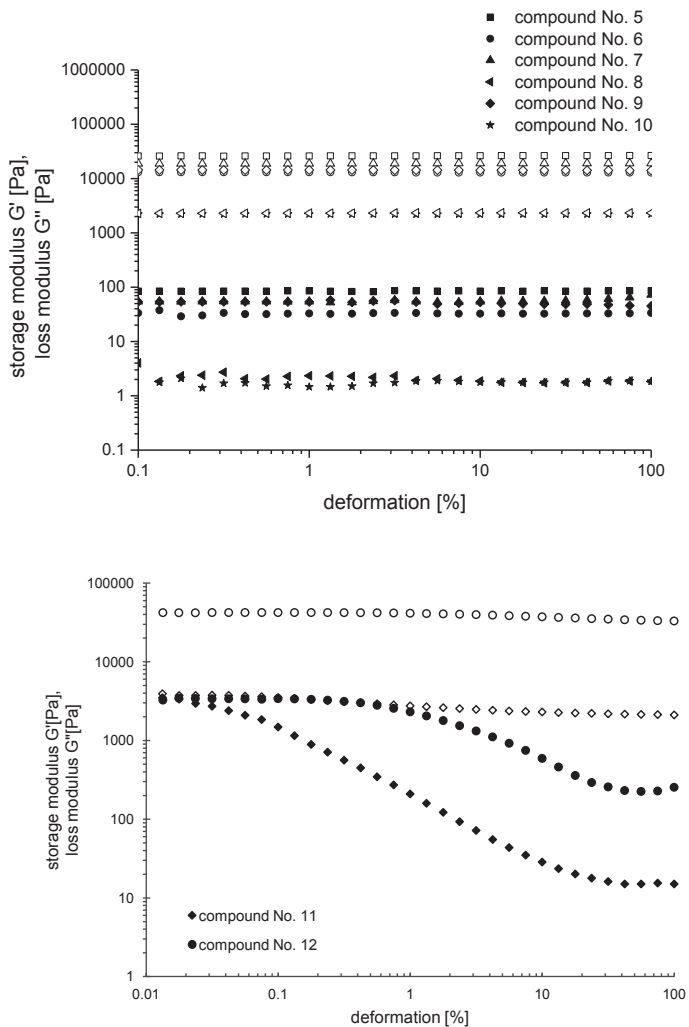 compound No. 5
compound No. 6
compound No. 7
compound No. 8
compound No. 9
compound No. 10
storage modulus G' [Pa],
loss modulus G" [Pa]
1000000
100000
10000
1000
100
10
1
0.1
0.1
1
10
100
deformation [%]
storage modulus G'[Pa],
loss modulus G"[Pa]
100000
10000
1000
100
10
1
compound No. 11
compound No. 12
0.01
0.1
1
10
100
deformation [%]